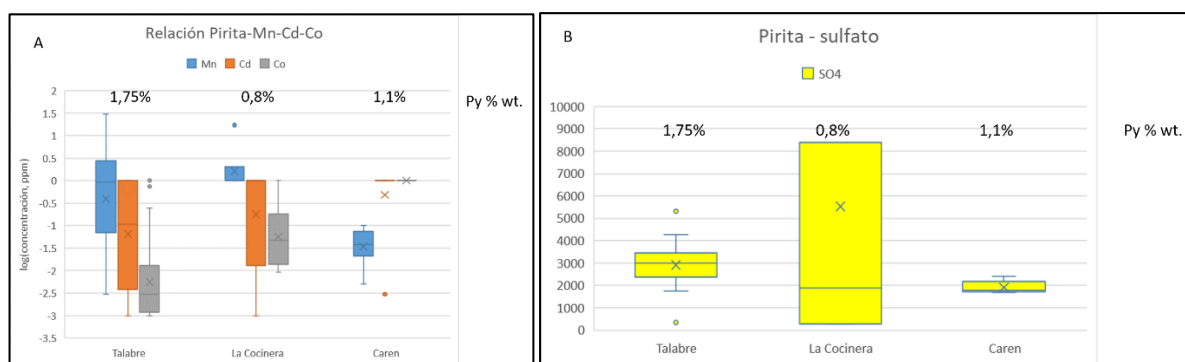 A
Relación Pirita-Mn-Cd-Co
Mn Cd Co
1,75% 0,8% 1,1% Py % wt.
log(concentración, ppm)
2
1.5
1
0.5
0
-0.5
-1
-1.5
-2
-2.5
-3
-3.5
Talabre La Cocinera Caren
B
Pirita - sulfato
SO4
1,75% 0,8% 1,1% Py % wt.
10000
9000
8000
7000
6000
5000
4000
3000
2000
1000
0
Talabre La Cocinera Caren